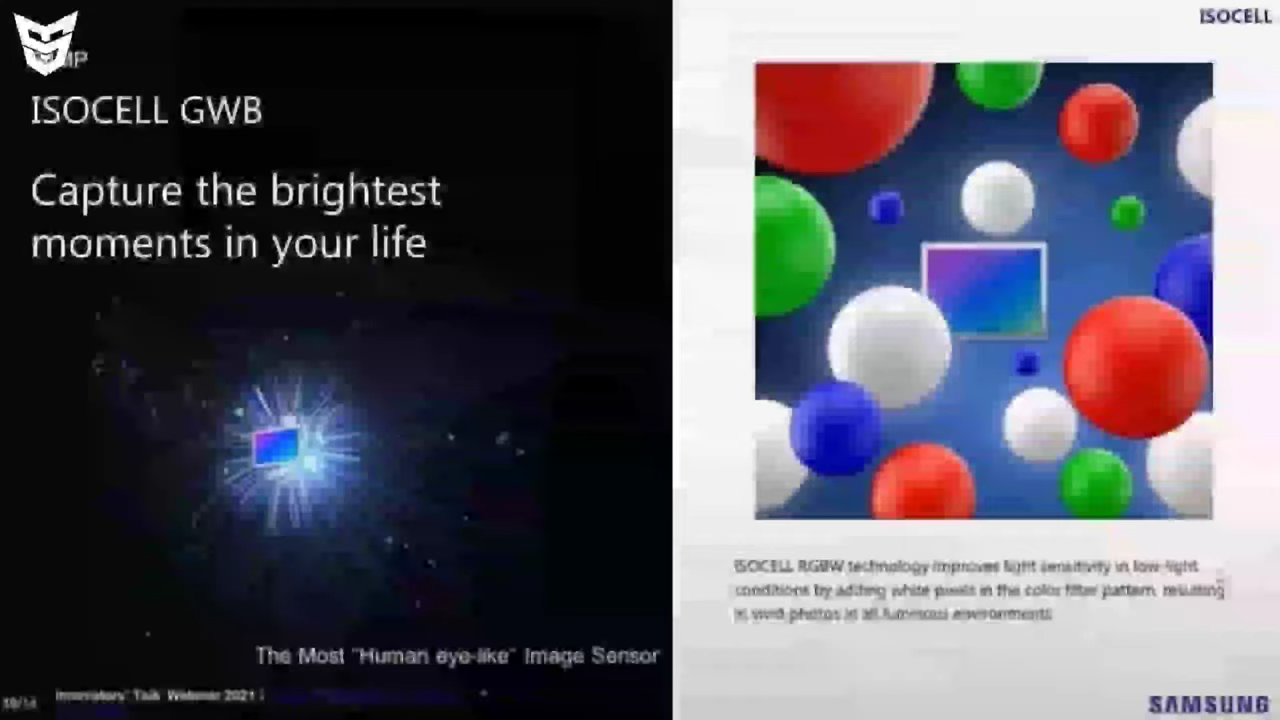 MP
ISOCELL GWB
Capture the brightest
moments in your life
The Most "Human eye-like" Image Sensor
Innovators' Talk Webinar 2021
ISOCELL
ISOCELL RGBW technology improves light sensitivity in low-light
conditions by adding white pixels in the color filter pattern, resulting
in vivid photos in all luminous environments
SAMSUNG